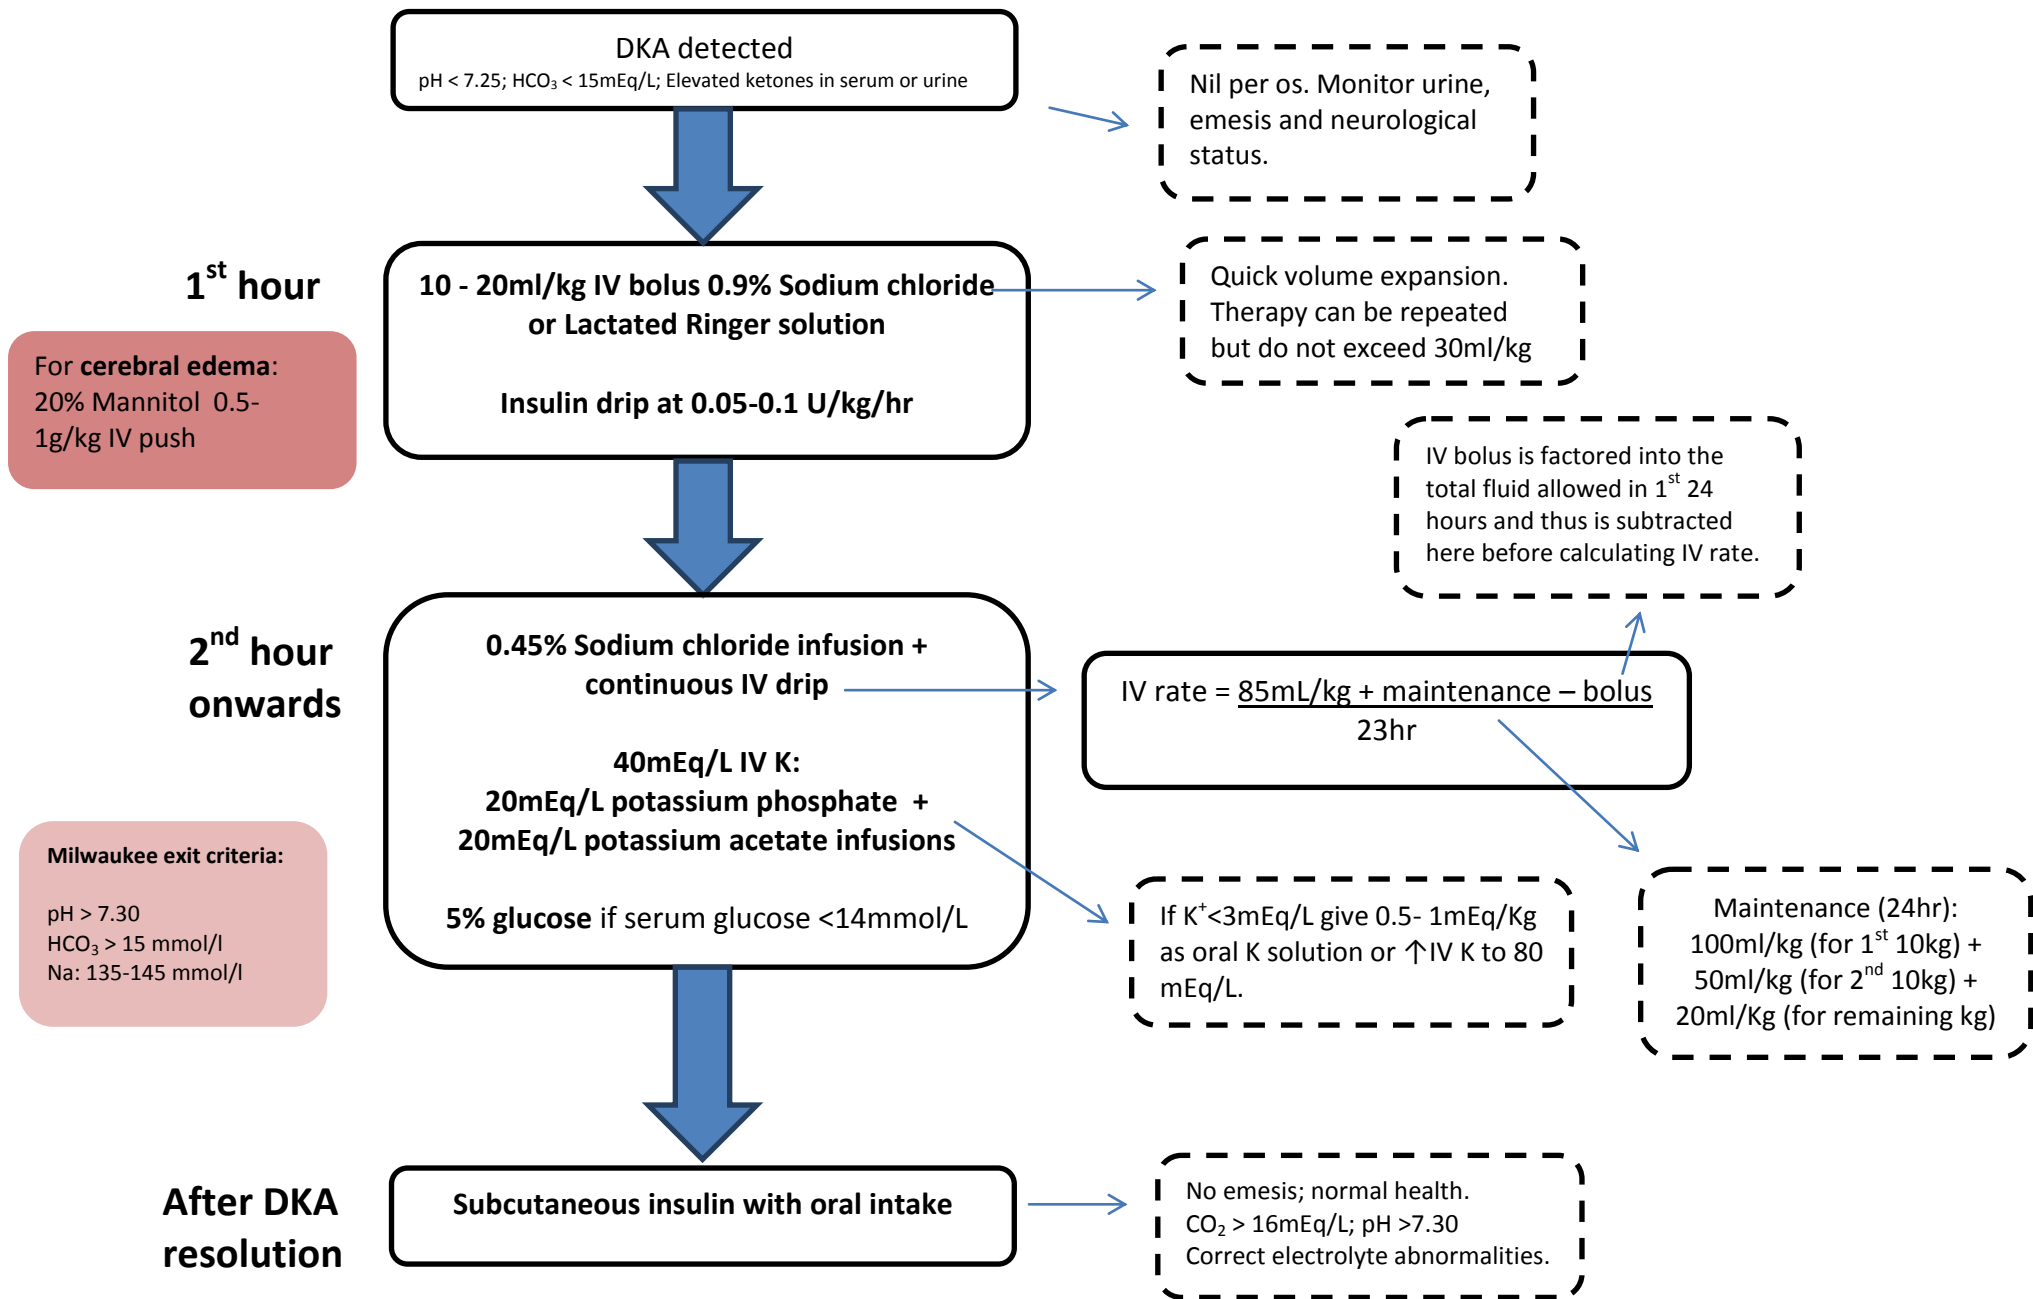 DKA detected
pH < 7.25; HCO₃ < 15mEq/L; Elevated ketones in serum or urine
Nil per os. Monitor urine,
emesis and neurological
status.
1st hour
10 - 20ml/kg IV bolus 0.9% Sodium chloride
or Lactated Ringer solution
Insulin drip at 0.05-0.1 U/kg/hr
Quick volume expansion.
Therapy can be repeated
but do not exceed 30ml/kg
For cerebral edema:
20% Mannitol 0.5-
1g/kg IV push
IV bolus is factored into the
total fluid allowed in 1st 24
hours and thus is subtracted
here before calculating IV rate.
2nd hour
onwards
0.45% Sodium chloride infusion +
continuous IV drip
40mEq/L IV K:
20mEq/L potassium phosphate +
20mEq/L potassium acetate infusions
5% glucose if serum glucose <14mmol/L
IV rate = 85mL/kg + maintenance – bolus
23hr
Milwaukee exit criteria:
pH > 7.30
HCO₃ > 15 mmol/l
Na: 135-145 mmol/l
If K⁺<3mEq/L give 0.5- 1mEq/Kg
as oral K solution or ↑IV K to 80
mEq/L.
Maintenance (24hr):
100ml/kg (for 1st 10kg) +
50ml/kg (for 2nd 10kg) +
20ml/Kg (for remaining kg)
After DKA
resolution
Subcutaneous insulin with oral intake
No emesis; normal health.
CO₂ > 16mEq/L; pH >7.30
Correct electrolyte abnormalities.